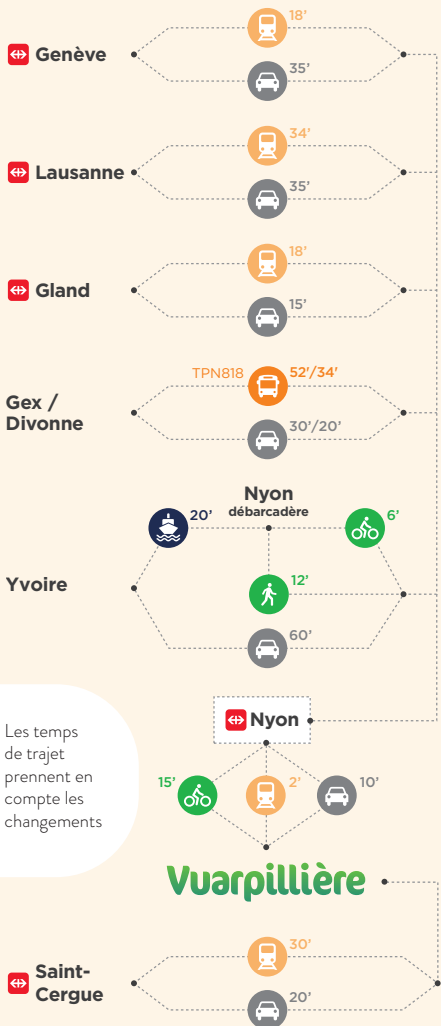 18’
Genève
35’
34’
Lausanne
35’
18’
Gland
15’
TPN818
52’/34’
Gex /
Divonne
30’/20’
Nyon
débarcadère
20’
6’
Yvoire
12’
60’
Nyon
Les temps
de trajet
prennent en
compte les
changements
15’
2’
10’
Vuarpillière
30’
Saint-
Cergue
20’